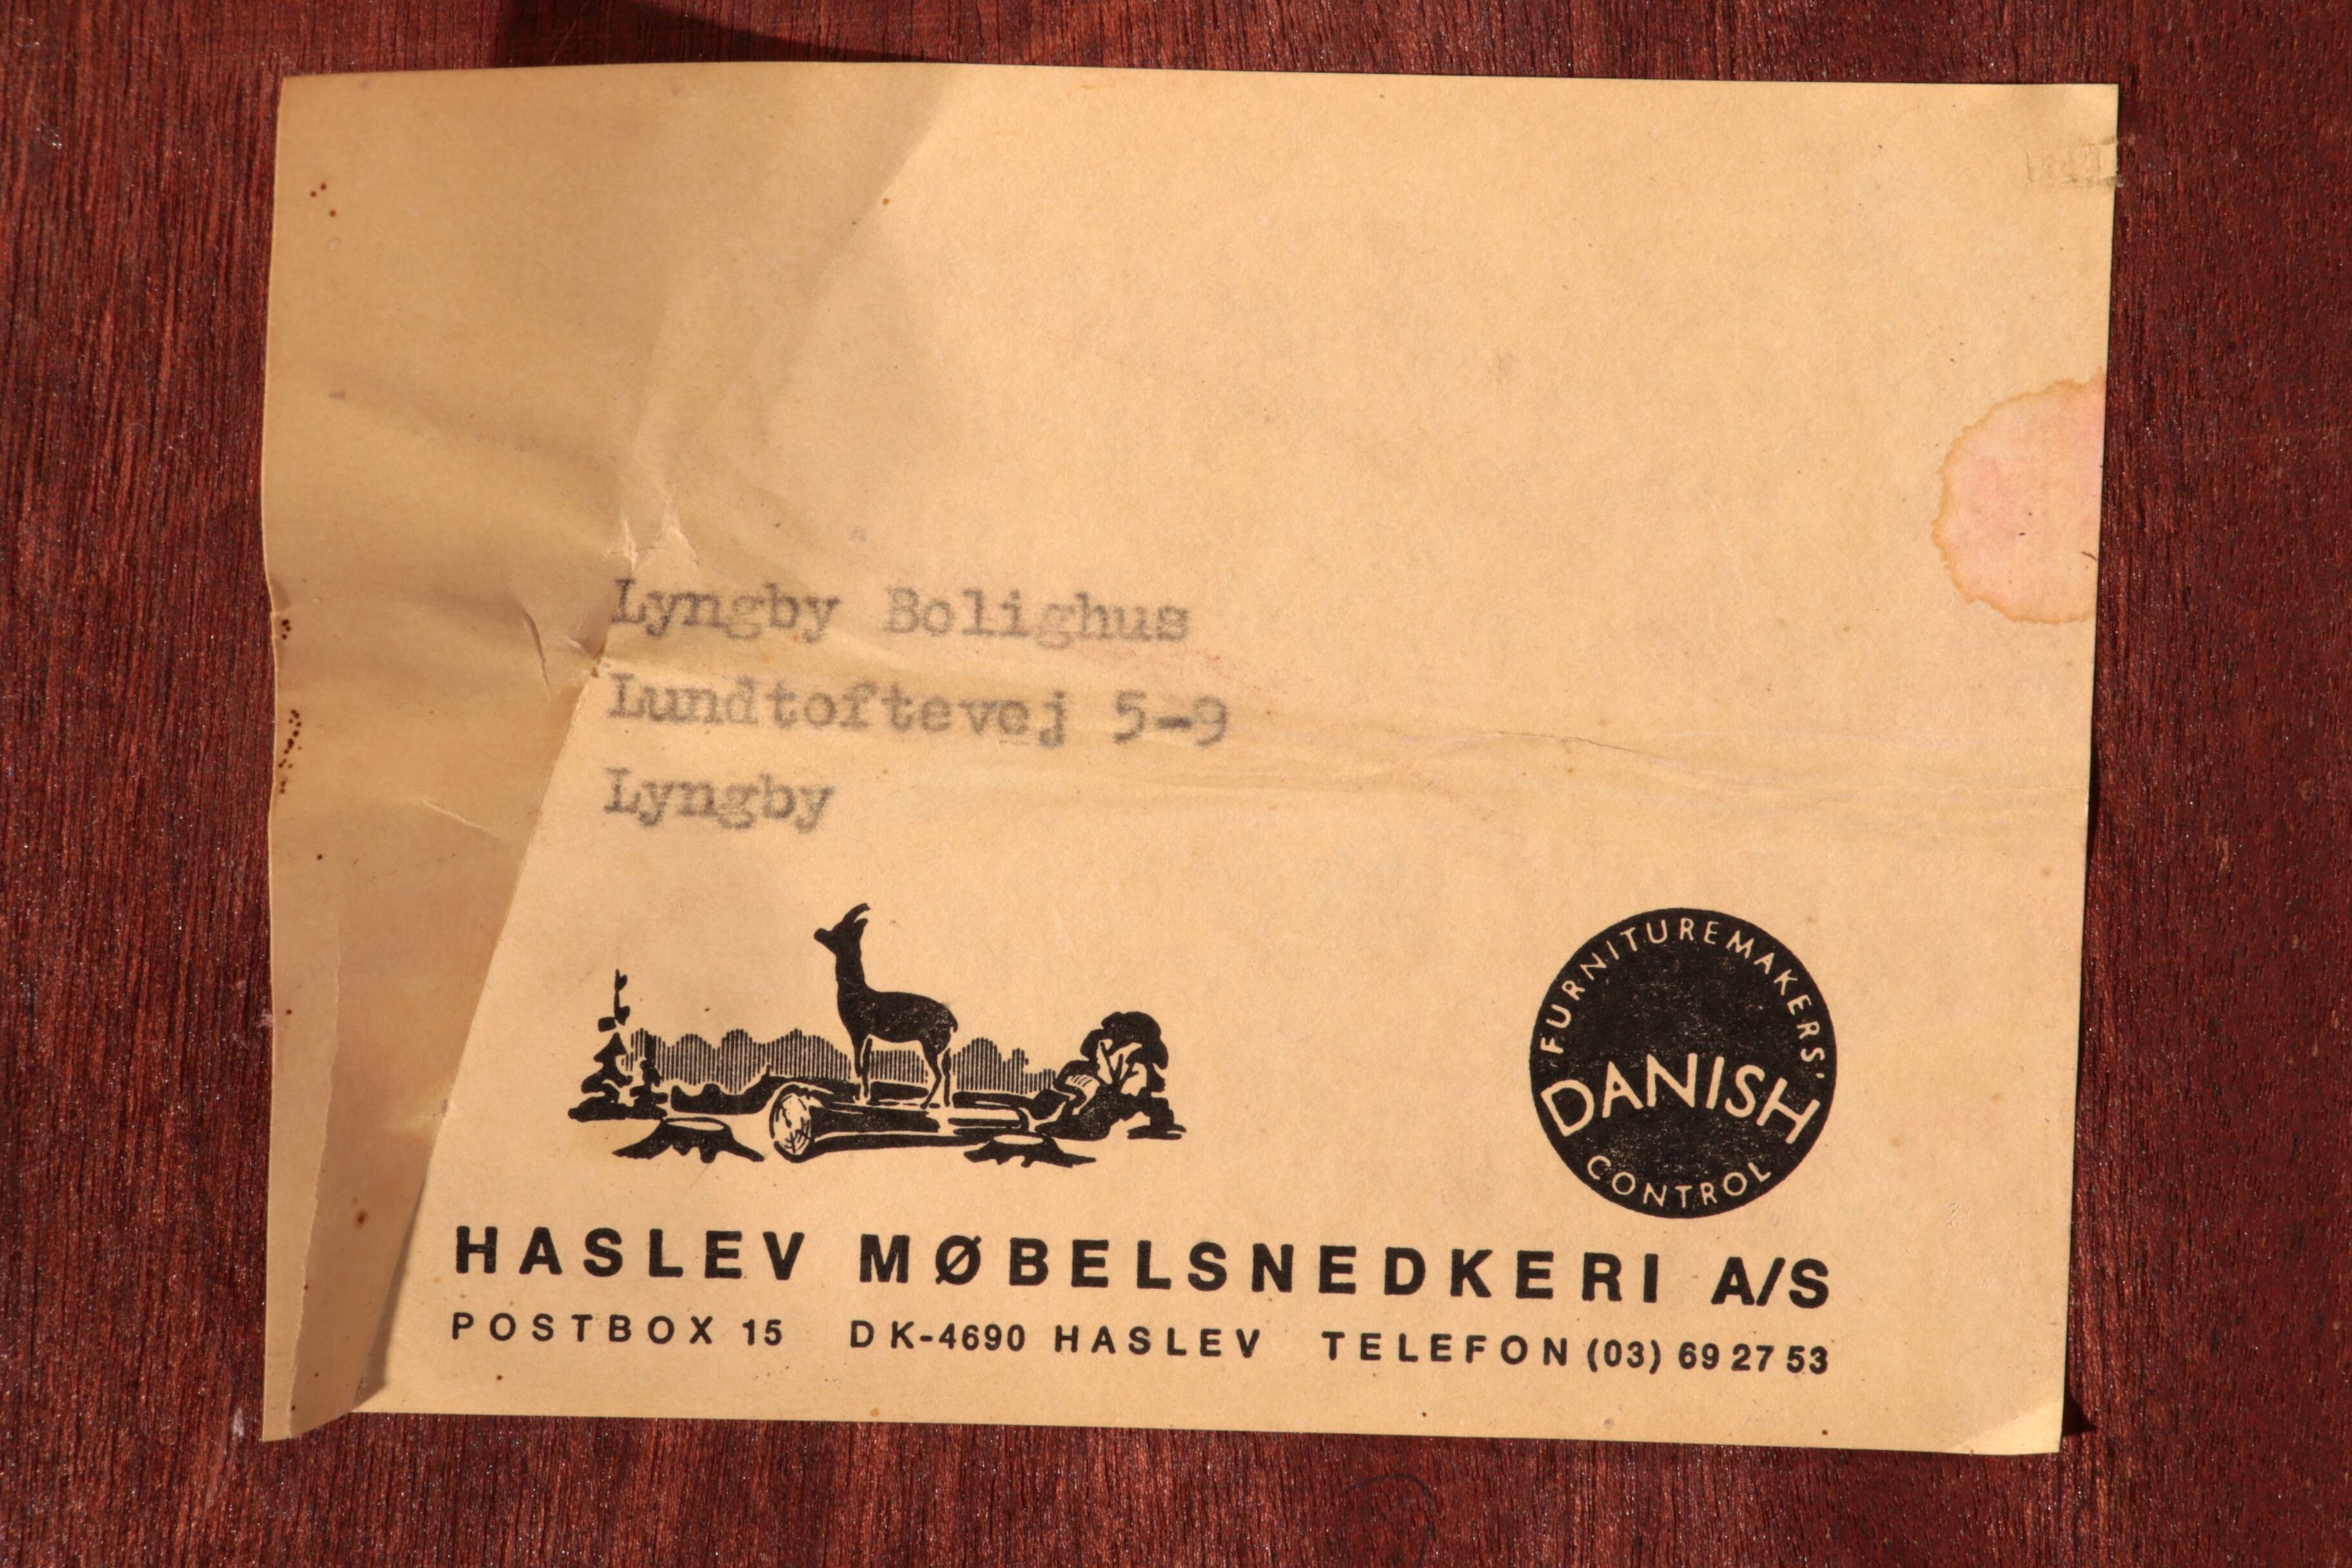 Lyngby Bolighus
Lundtoftevej 5-9
Lyngby
FURNITUREMAKERS'
DANISH
CONTROL
HASLEV MØBELSNEDKERI A/S
POSTBOX 15 DK-4690 HASLEV TELEFON (03) 69 27 53